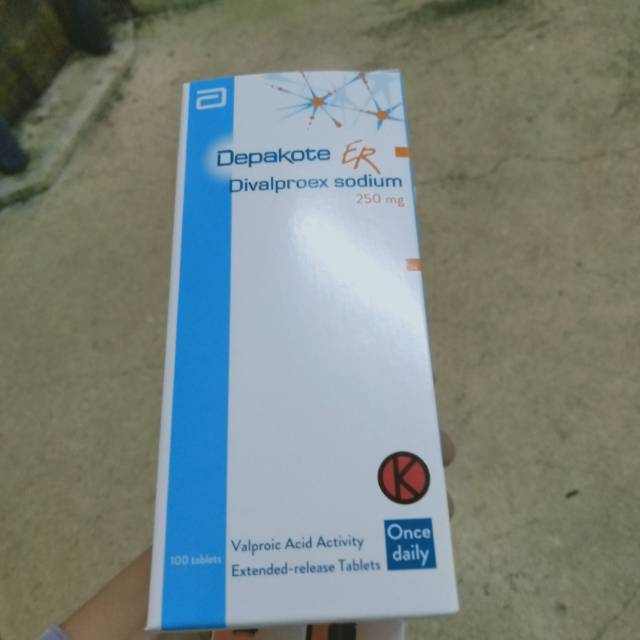 Depakote ER
Divalproex sodium
250 mg
K
Once
daily
100 tablets
Valproic Acid Activity
Extended-release Tablets